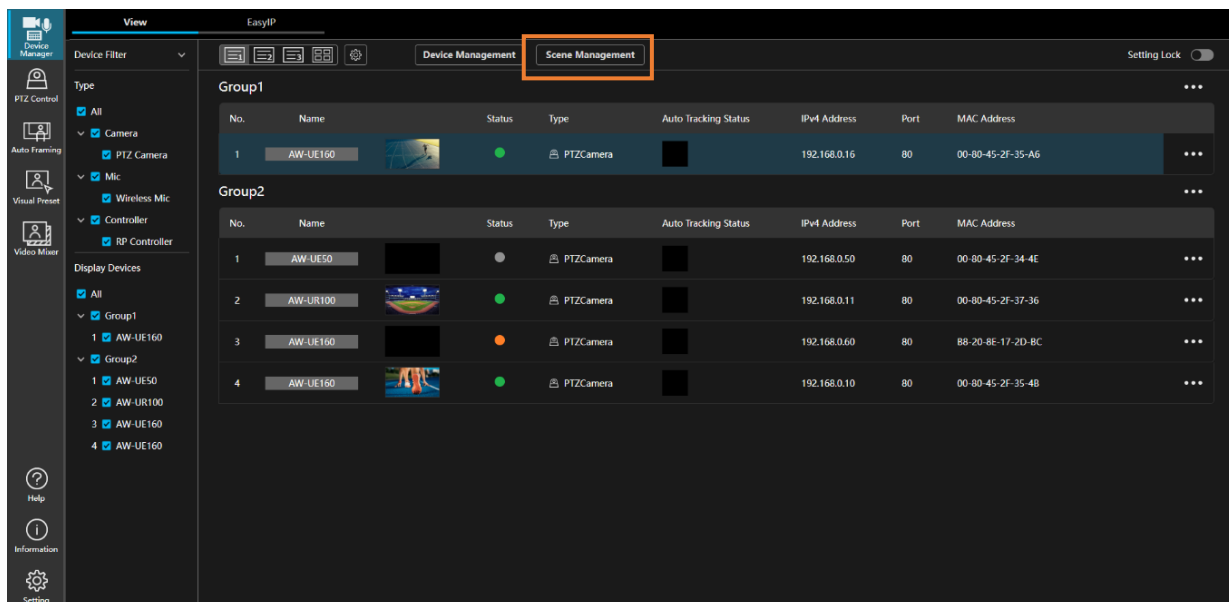 View
EasyIP
Device
Manager
PTZ Control
Auto Framing
Visual Preset
Video Mixer
Help
Information
Setting
Device Filter
Type
All
Camera
PTZ Camera
Mic
Wireless Mic
Controller
RP Controller
Display Devices
All
Group1
1 AW-UE160
Group2
1 AW-UE50
2 AW-UR100
3 AW-UE160
4 AW-UE160
1 2 3 Device Management Scene Management Setting Lock
Group1
No. Name Status Type Auto Tracking Status IPv4 Address Port MAC Address
1 AW-UE160 PTZCamera 192.168.0.16 80 00-80-45-2F-35-A6
Group2
No. Name Status Type Auto Tracking Status IPv4 Address Port MAC Address
1 AW-UE50 PTZCamera 192.168.0.50 80 00-80-45-2F-34-4E
2 AW-UR100 PTZCamera 192.168.0.11 80 00-80-45-2F-37-36
3 AW-UE160 PTZCamera 192.168.0.60 80 B8-20-8E-17-2D-BC
4 AW-UE160 PTZCamera 192.168.0.10 80 00-80-45-2F-35-4B